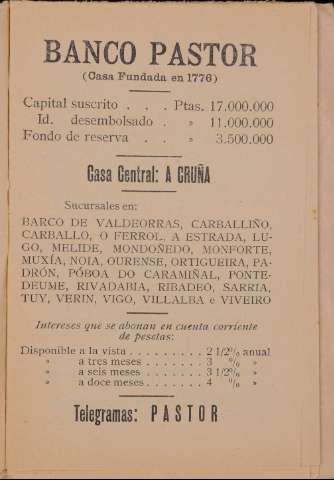 BANCO PASTOR
(Casa Fundada en 1776)
Capital suscrito . . . Ptas. 17.000.000
Id. desembolsado . » 11.000.000
Fondo de reserva . . » 3.500.000
Casa Central: A CRUÑA
Sucursales en:
BARCO DE VALDEORRAS, CARBALLIÑO,
CARBALLO, O FERROL, A ESTRADA, LU-
GO, MELIDE, MONDOÑEDO, MONFORTE,
MUXÍA, NOIA, OURENSE, ORTIGUEIRA, PA-
DRÓN, PÓBOA DO CARAMIÑAL, PONTE-
DEUME, RIVADABIA, RIBADEO, SARRIA,
TUY, VERIN, VIGO, VILLALBA e VIVEIRO
Intereses que se abonan en cuenta corriente
de pesetas:
Disponible a la vista . . . . . . . . . 2 1/2% anual
» a tres meses . . . . . . . . 3 % »
» a seis meses . . . . . . . . 3 1/2% »
» a doce meses . . . . . . . . 4 % »
Telegramas: PASTOR